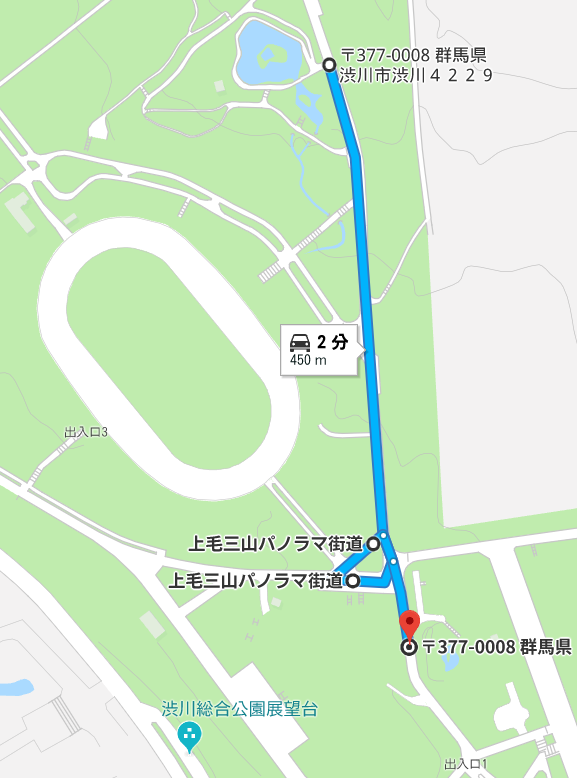 〒377-0008 群馬県
渋川市渋川４２２９
2 分
450 m
出入口3
上毛三山パノラマ街道
上毛三山パノラマ街道
〒377-0008 群馬県
渋川総合公園展望台
出入口1